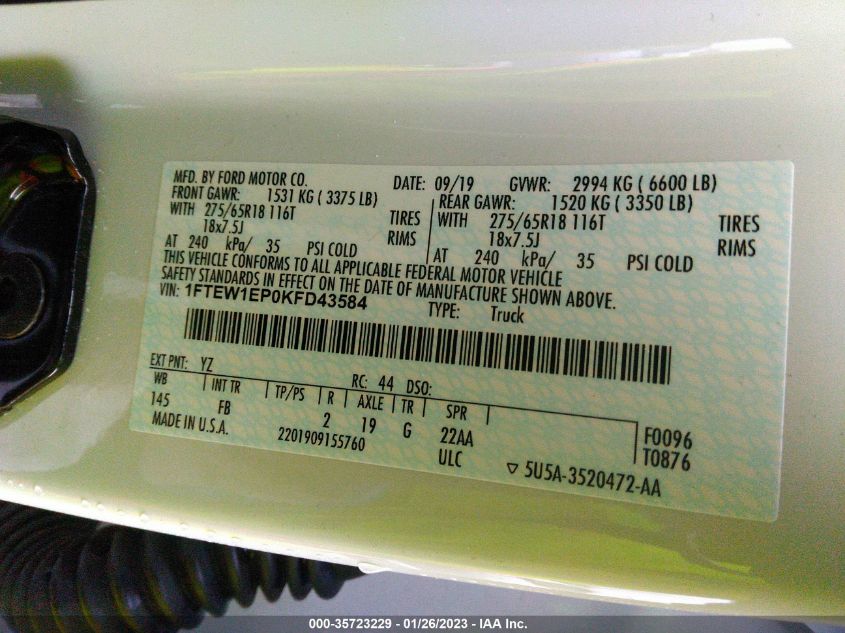 MFD. BY FORD MOTOR CO. DATE: 09/19 GVWR: 2994 KG ( 6600 LB)
FRONT GAWR: 1531 KG ( 3375 LB) REAR GAWR: 1520 KG ( 3350 LB)
WITH 275/65R18 116T TIRES WITH 275/65R18 116T TIRES
18x7.5J RIMS 18x7.5J RIMS
AT 240 kPa/ 35 PSI COLD AT 240 kPa/ 35 PSI COLD
THIS VEHICLE CONFORMS TO ALL APPLICABLE FEDERAL MOTOR VEHICLE
SAFETY STANDARDS IN EFFECT ON THE DATE OF MANUFACTURE SHOWN ABOVE.
VIN: 1FTEW1EP0KFD43584 TYPE: Truck
EXT PNT: YZ RC: 44 DSO:
WB INT TR TP/PS R AXLE TR SPR
145 FB 2 19 G 22AA F0096
MADE IN U.S.A. 2201909155760 ULC T0876
5U5A-3520472-AA
000-35723229 - 01/26/2023 - IAA Inc.